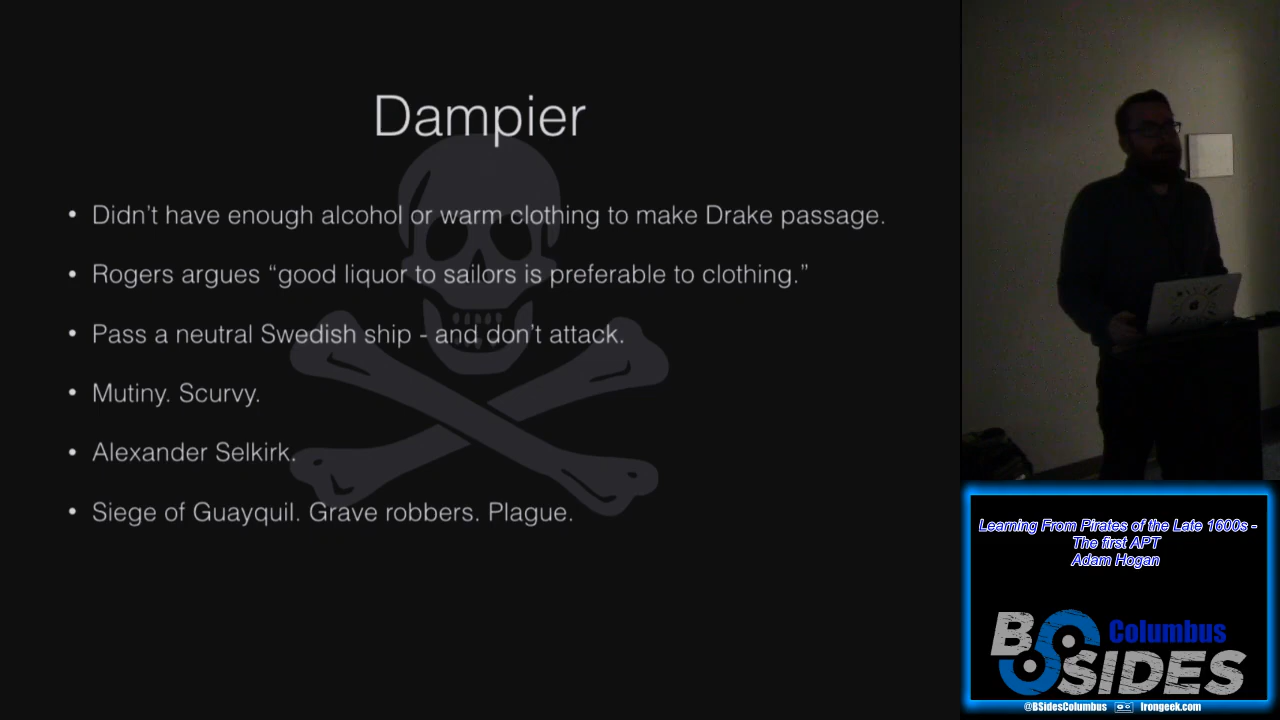 Dampier
• Didn’t have enough alcohol or warm clothing to make Drake passage.
• Rogers argues “good liquor to sailors is preferable to clothing.”
• Pass a neutral Swedish ship - and don’t attack.
• Mutiny. Scurvy.
• Alexander Selkirk.
• Siege of Guayquil. Grave robbers. Plague.
Learning From Pirates of the Late 1600s -
The first APT
Adam Hogan
BSIDES
Columbus
@BSidesColumbus Irongeek.com